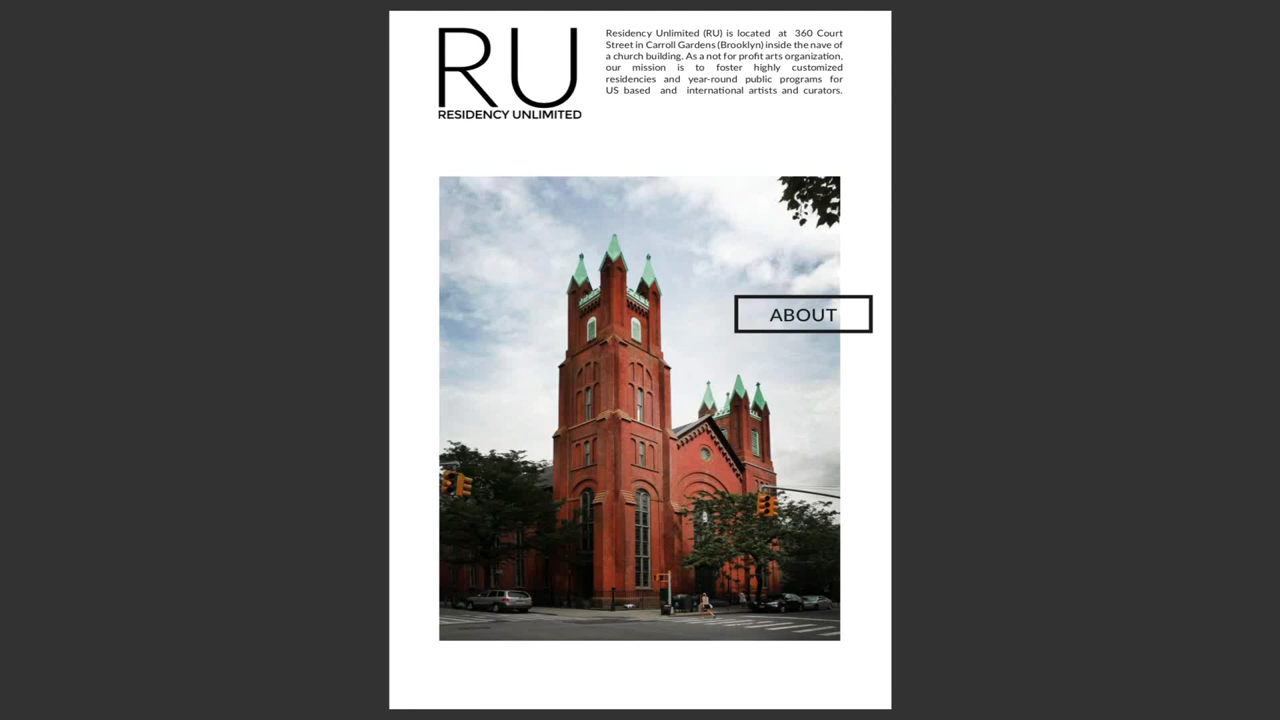 RU
RESIDENCY UNLIMITED
Residency Unlimited (RU) is located at 360 Court
Street in Carroll Gardens (Brooklyn) inside the nave of
a church building. As a not for profit arts organization,
our mission is to foster highly customized
residencies and year-round public programs for
US based and international artists and curators.
ABOUT